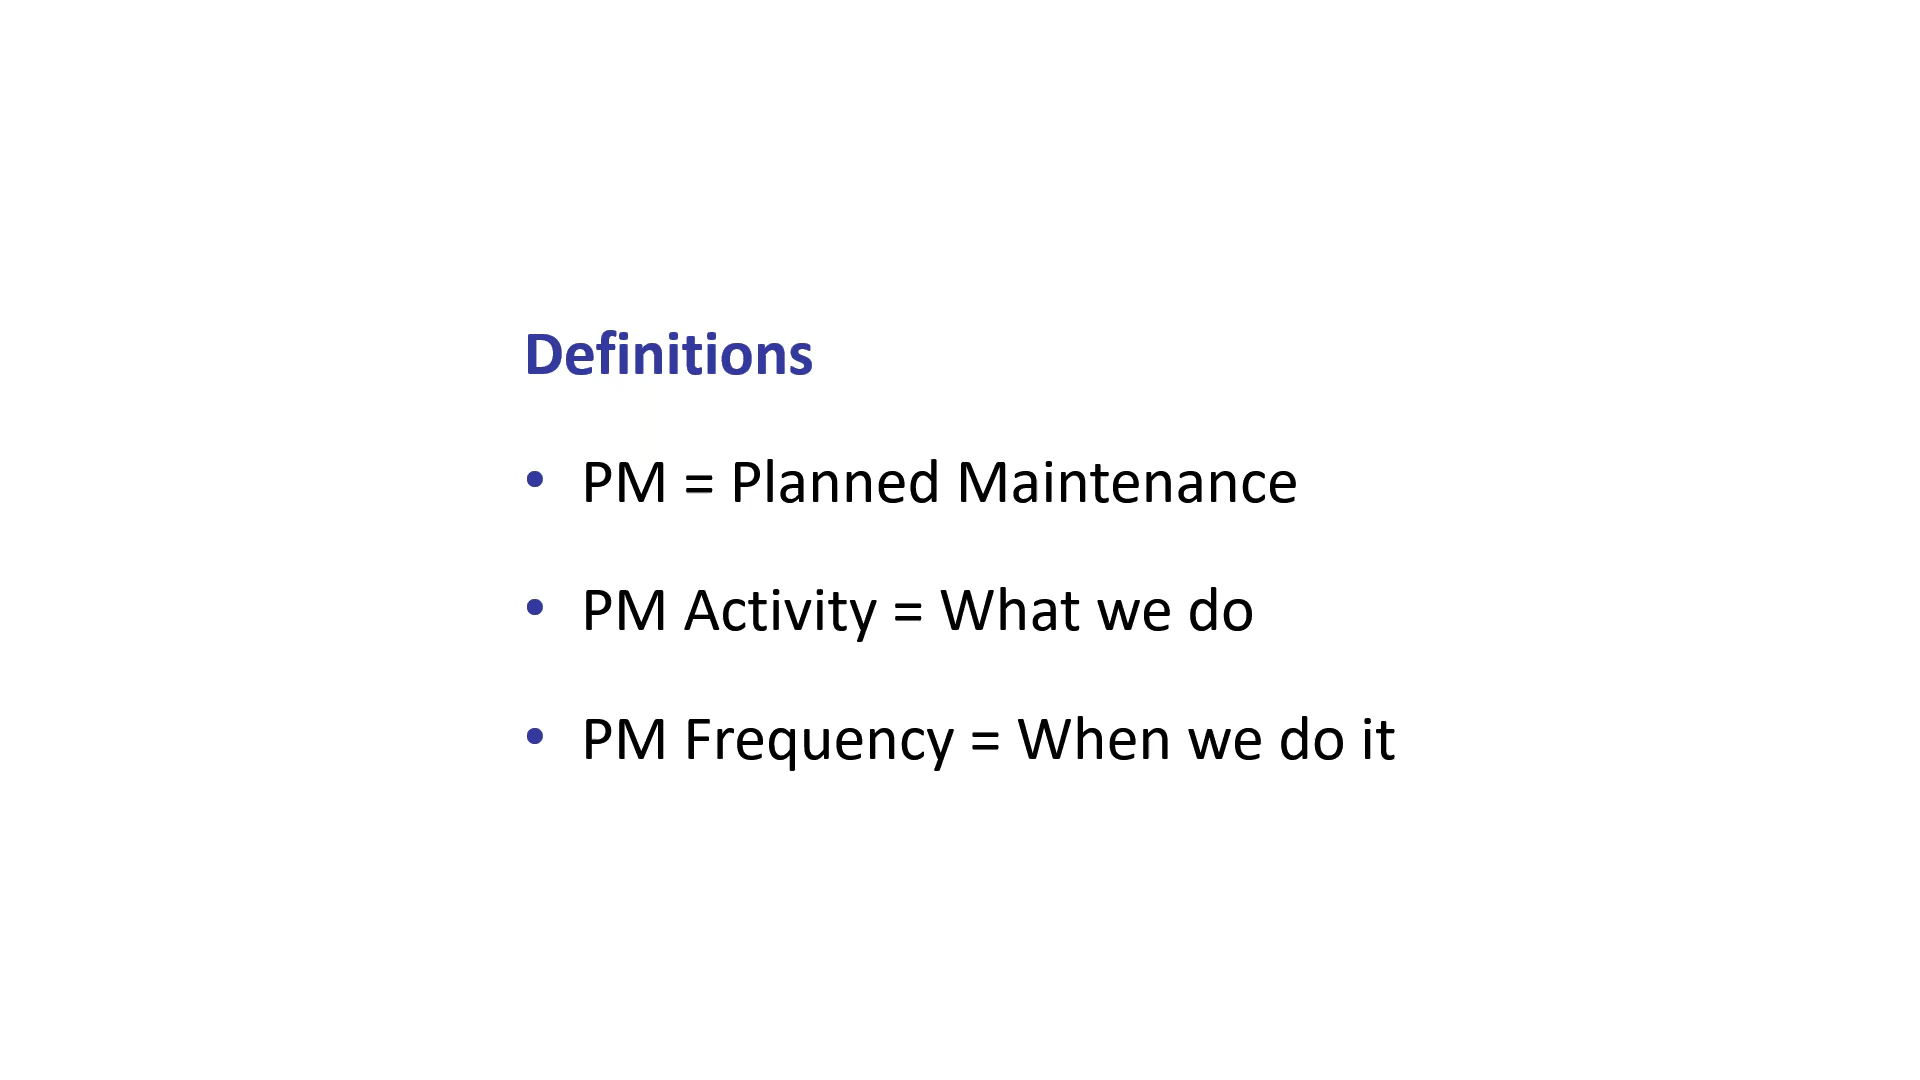 Definitions
• PM = Planned Maintenance
• PM Activity = What we do
• PM Frequency = When we do it